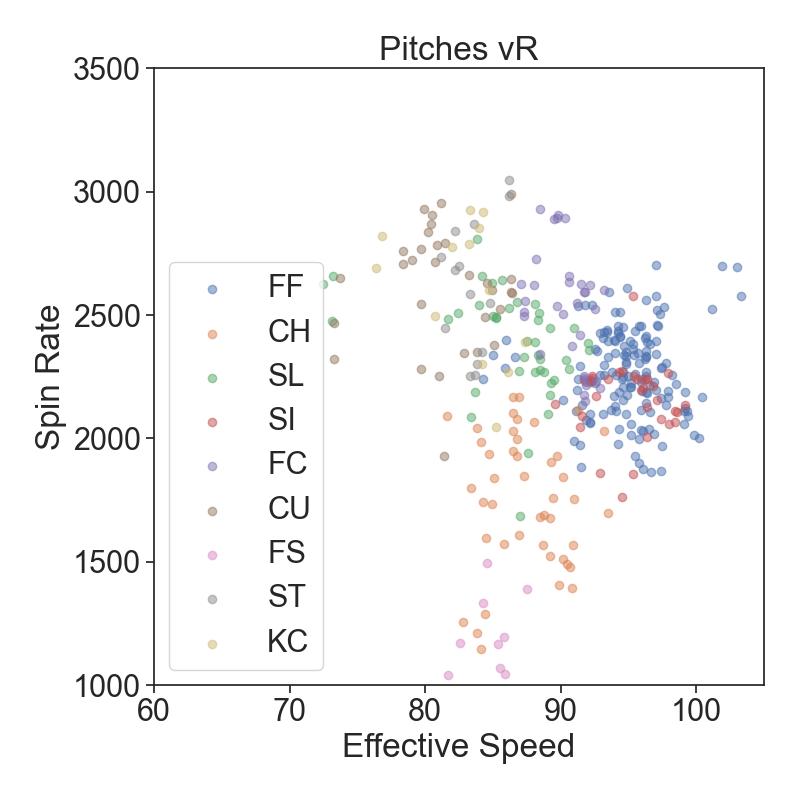 Pitches vR
3500
3000
2500
2000
1500
1000
Spin Rate
FF
CH
SL
SI
FC
CU
FS
ST
KC
60 70 80 90 100
Effective Speed